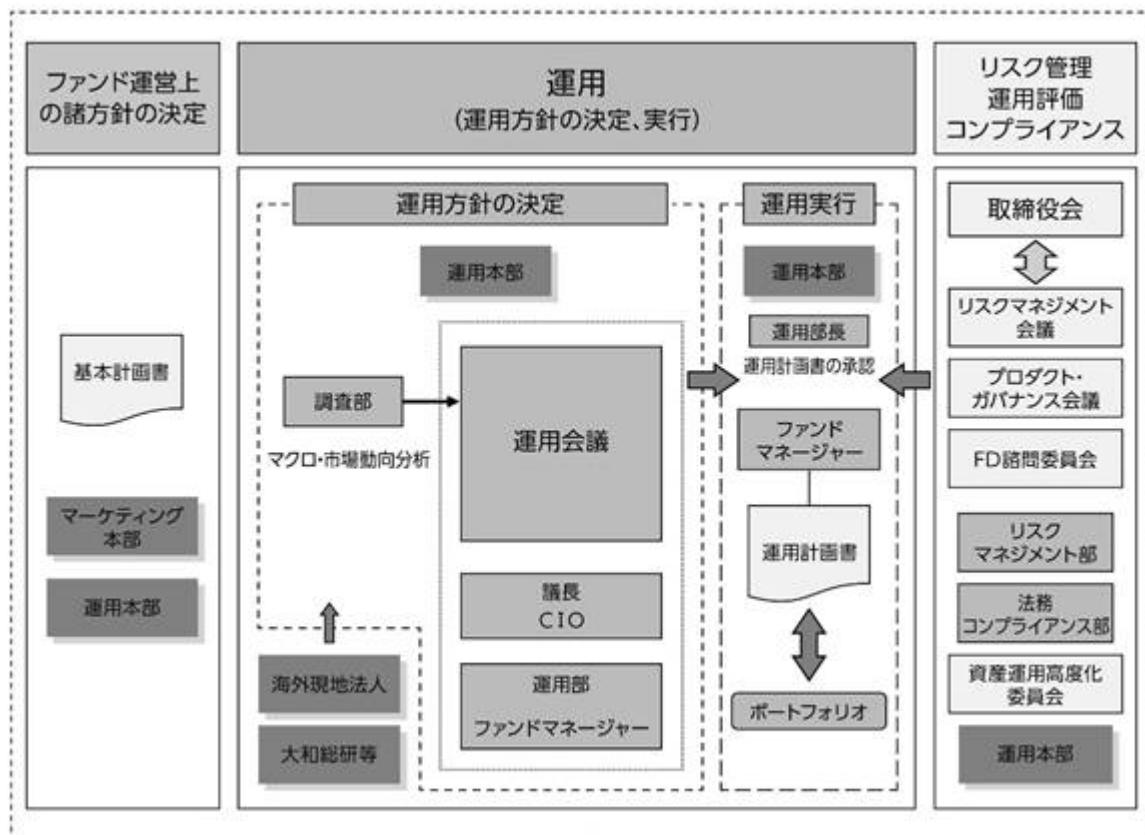 ファンド運営上
の諸方針の決定
運用
(運用方針の決定、実行)
リスク管理
運用評価
コンプライアンス
基本計画書
マーケティング
本部
運用本部
運用方針の決定
運用本部
調査部
マクロ・市場動向分析
運用会議
議長
CIO
運用部
ファンドマネージャー
海外現地法人
大和総研等
運用実行
運用本部
運用部長
運用計画書の承認
ファンド
マネージャー
運用計画書
ポートフォリオ
取締役会
リスクマネジメント
会議
プロダクト・
ガバナンス会議
FD諮問委員会
リスク
マネジメント部
法務
コンプライアンス部
資産運用高度化
委員会
運用本部